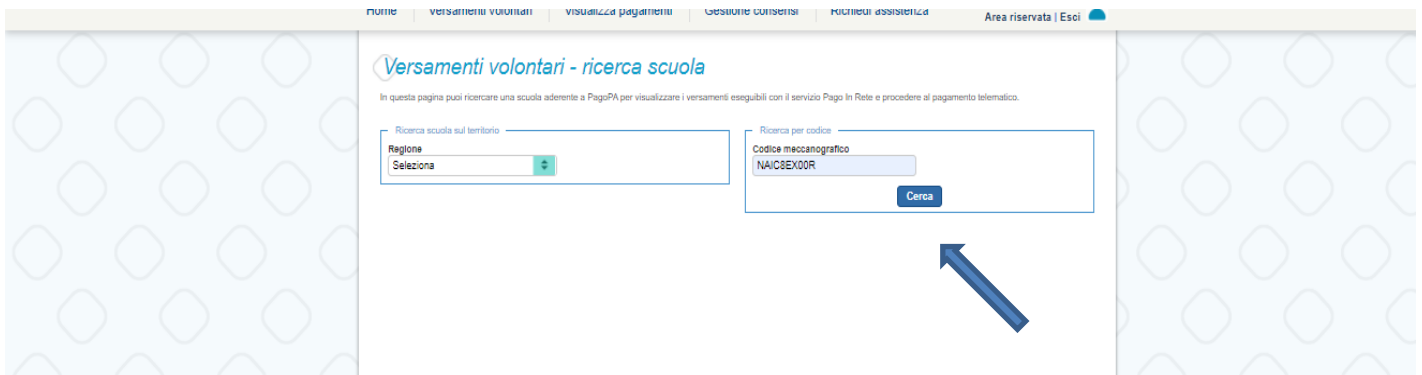 Home Versamenti volontari Visualizza pagamenti Gestione consensi Richiedi assistenza Area riservata | Esci
Versamenti volontari - ricerca scuola
In questa pagina puoi ricercare una scuola aderente a PagoPA per visualizzare i versamenti eseguibili con il servizio Pago In Rete e procedere al pagamento telematico.
Ricerca scuola sul territorio
Regione
Seleziona
Ricerca per codice
Codice meccanografico
NAIC8EX00R
Cerca